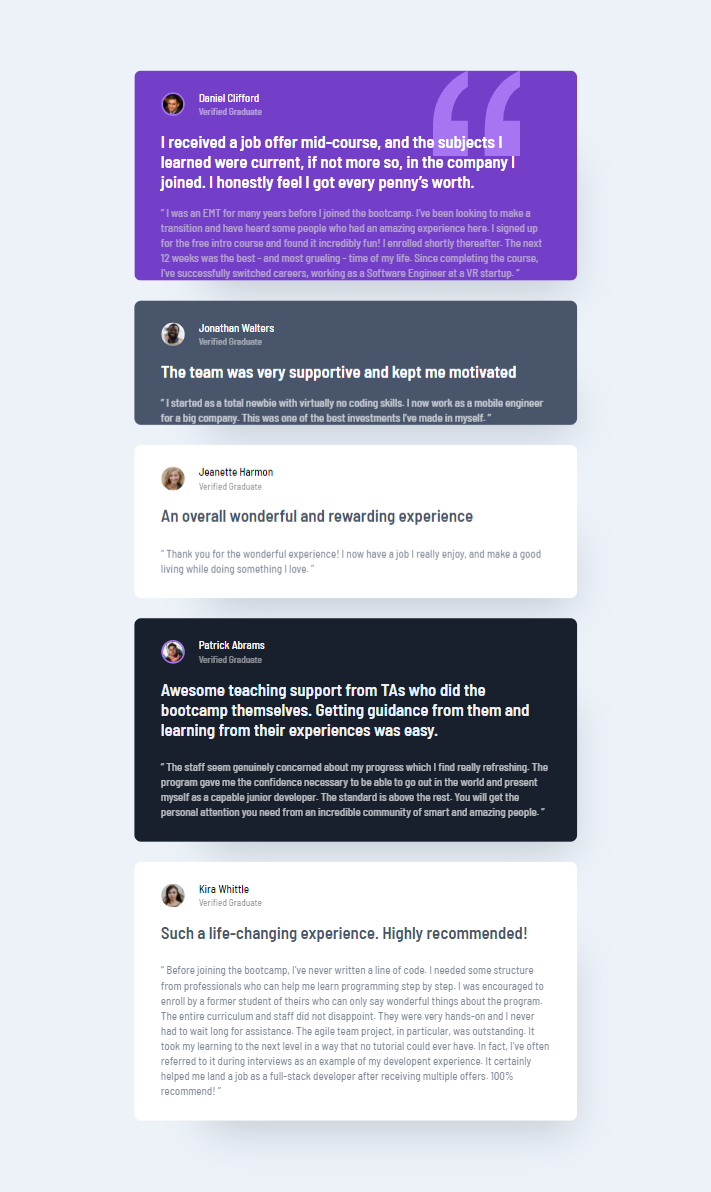 Daniel Clifford
Verified Graduate
I received a job offer mid-course, and the subjects I
learned were current, if not more so, in the company I
joined. I honestly feel I got every penny’s worth.
“ I was an EMT for many years before I joined the bootcamp. I’ve been looking to make a
transition and have heard some people who had an amazing experience here. I signed up
for the free intro course and found it incredibly fun! I enrolled shortly thereafter. The next
12 weeks was the best - and most grueling - time of my life. Since completing the course,
I’ve successfully switched careers, working as a Software Engineer at a VR startup. ”
Jonathan Walters
Verified Graduate
The team was very supportive and kept me motivated
“ I started as a total newbie with virtually no coding skills. I now work as a mobile engineer
for a big company. This was one of the best investments I’ve made in myself. ”
Jeanette Harmon
Verified Graduate
An overall wonderful and rewarding experience
“ Thank you for the wonderful experience! I now have a job I really enjoy, and make a good
living while doing something I love. ”
Patrick Abrams
Verified Graduate
Awesome teaching support from TAs who did the
bootcamp themselves. Getting guidance from them and
learning from their experiences was easy.
“ The staff seem genuinely concerned about my progress which I find really refreshing. The
program gave me the confidence necessary to be able to go out in the world and present
myself as a capable junior developer. The standard is above the rest. You will get the
personal attention you need from an incredible community of smart and amazing people. ”
Kira Whittle
Verified Graduate
Such a life-changing experience. Highly recommended!
“ Before joining the bootcamp, I’ve never written a line of code. I needed some structure
from professionals who can help me learn programming step by step. I was encouraged to
enroll by a former student of theirs who can only say wonderful things about the program.
The entire curriculum and staff did not disappoint. They were very hands-on and I never
had to wait long for assistance. The agile team project, in particular, was outstanding. It
took my learning to the next level in a way that no tutorial could ever have. In fact, I’ve often
referred to it during interviews as an example of my developent experience. It certainly
helped me land a job as a full-stack developer after receiving multiple offers. 100%
recommend! ”